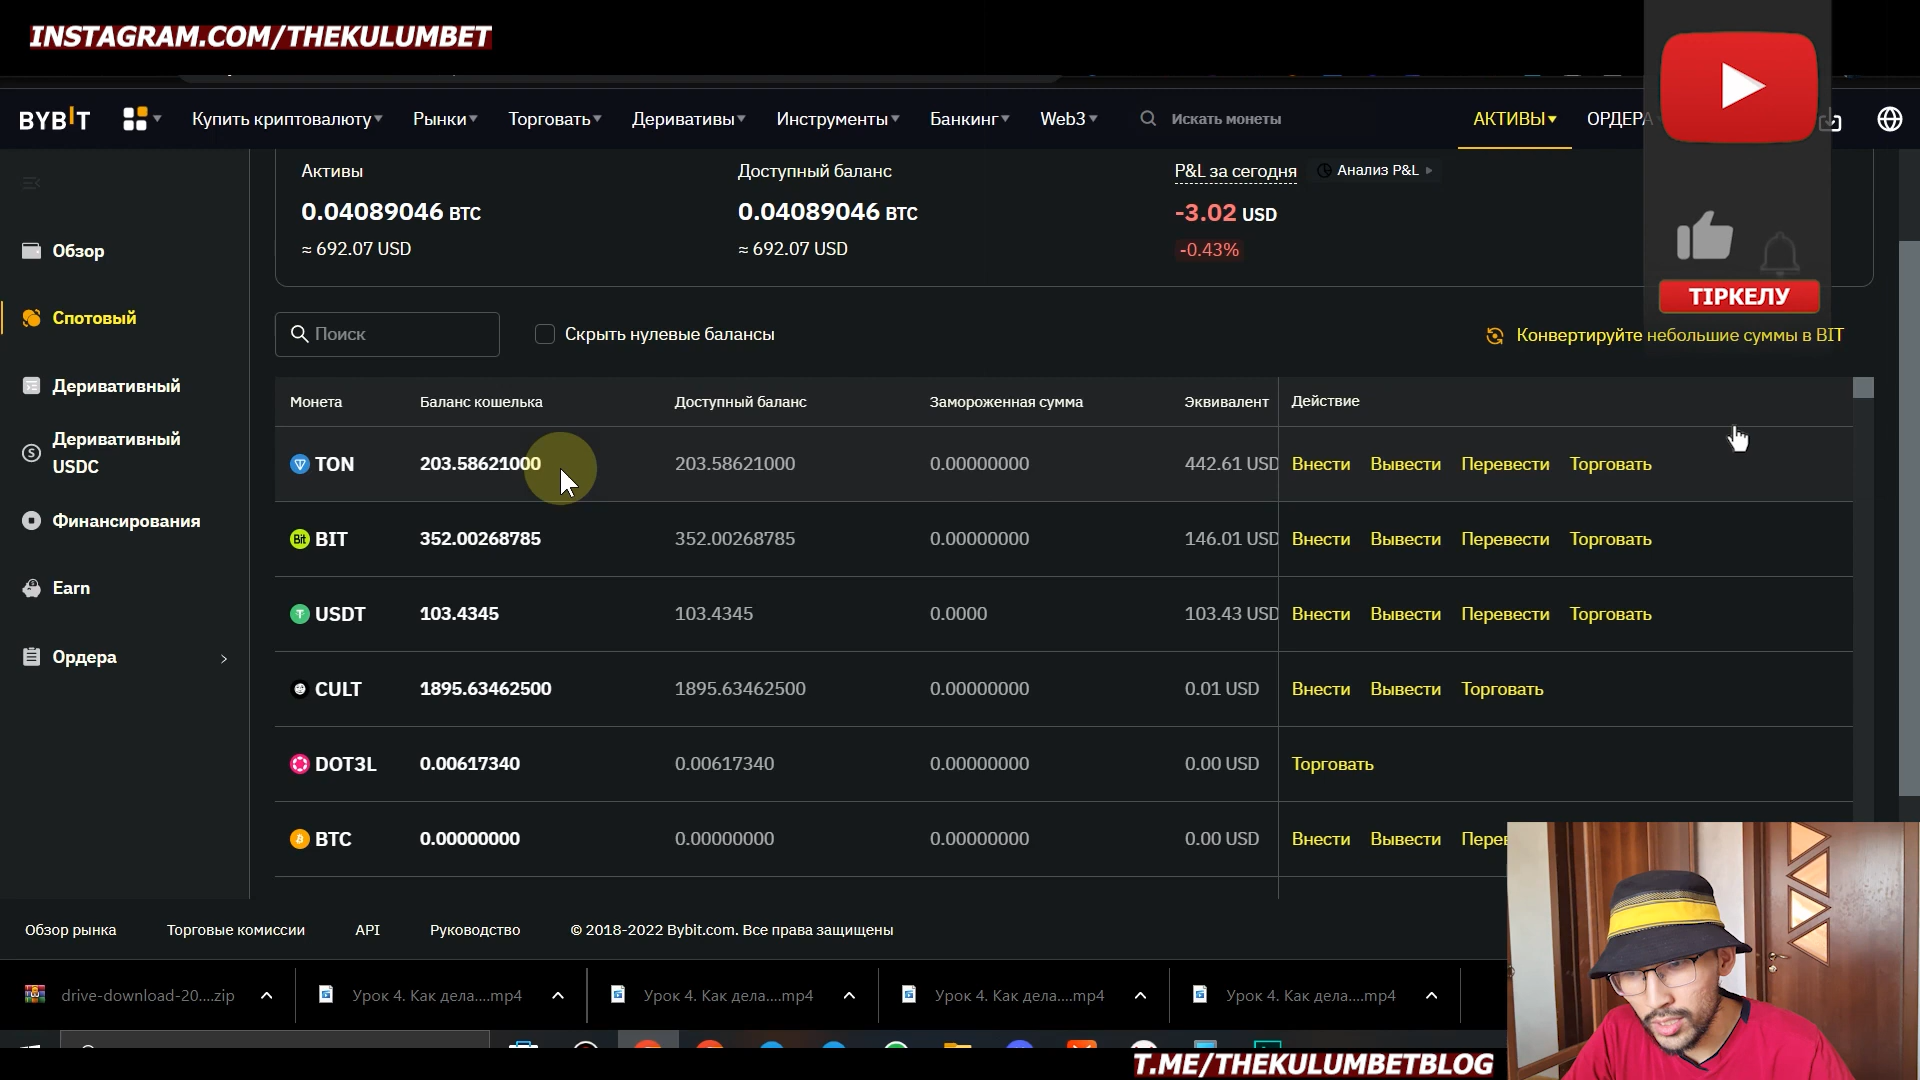 INSTAGRAM.COM/THEKULUMBET
BYBIT Купить криптовалюту Рынки Торговать Деривативы Инструменты Банкинг Web3 Искать монеты АКТИВЫ ОРДЕРА
Активы Доступный баланс P&L за сегодня Анализ P&L
0.04089046 BTC 0.04089046 BTC -3.02 USD
≈ 692.07 USD ≈ 692.07 USD -0.43%
ТІРКЕЛУ
Обзор
Спотовый
Деривативный
Деривативный USDC
Финансирования
Earn
Ордера
Поиск Скрыть нулевые балансы Конвертируйте небольшие суммы в BIT
Монета Баланс кошелька Доступный баланс Замороженная сумма Эквивалент Действие
TON 203.58621000 203.58621000 0.00000000 442.61 USD Внести Вывести Перевести Торговать
BIT 352.00268785 352.00268785 0.00000000 146.01 USD Внести Вывести Перевести Торговать
USDT 103.4345 103.4345 0.0000 103.43 USD Внести Вывести Перевести Торговать
CULT 1895.63462500 1895.63462500 0.00000000 0.01 USD Внести Вывести Торговать
DOT3L 0.00617340 0.00617340 0.00000000 0.00 USD Торговать
BTC 0.00000000 0.00000000 0.00000000 0.00 USD Внести Вывести
Обзор рынка Торговые комиссии API Руководство © 2018-2022 Bybit.com. Все права защищены
drive-download-20....zip Урок 4. Как дела....mp4 Урок 4. Как дела....mp4 Урок 4. Как дела....mp4 Урок 4. Как дела....mp4
T.ME/THEKULUMBETBLOG